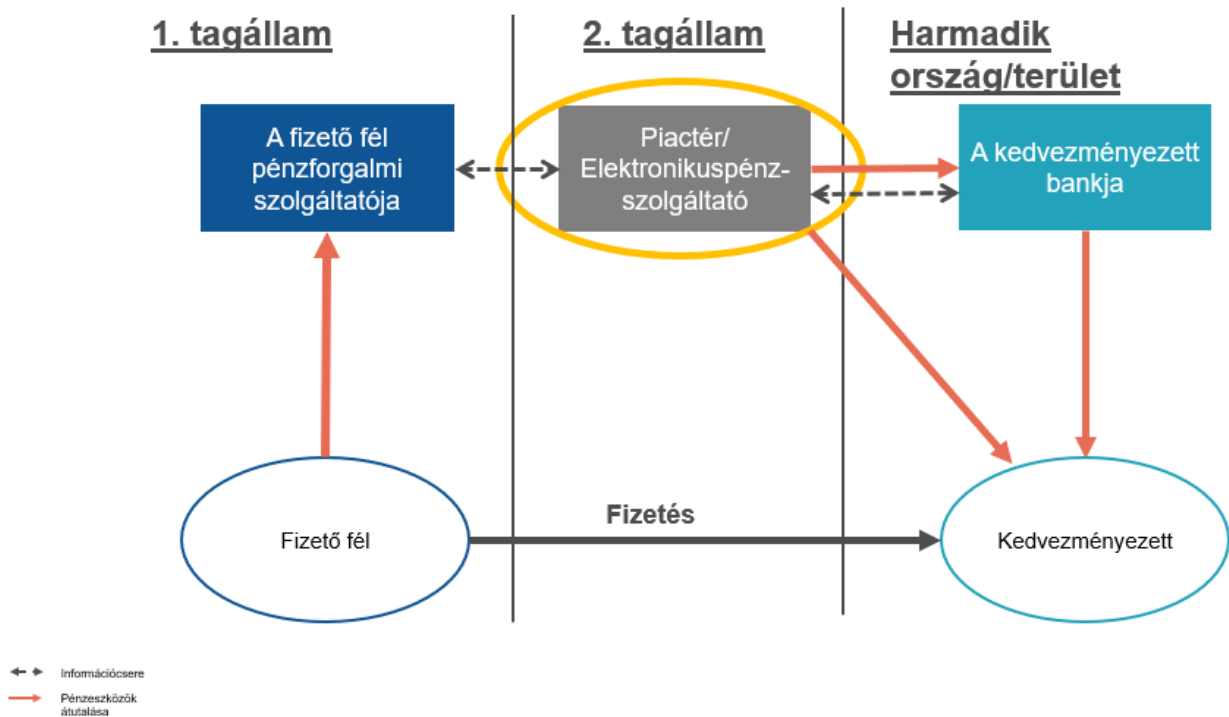 1. tagállam
2. tagállam
Harmadik
ország/terület
A fizető fél
pénzforgalmi
szolgáltatója
Piactér/
Elektronikuspénz-
szolgáltató
A kedvezményezett
bankja
Fizetés
Fizető fél
Kedvezményezett
Információcsere
Pénzeszközök
átutalása